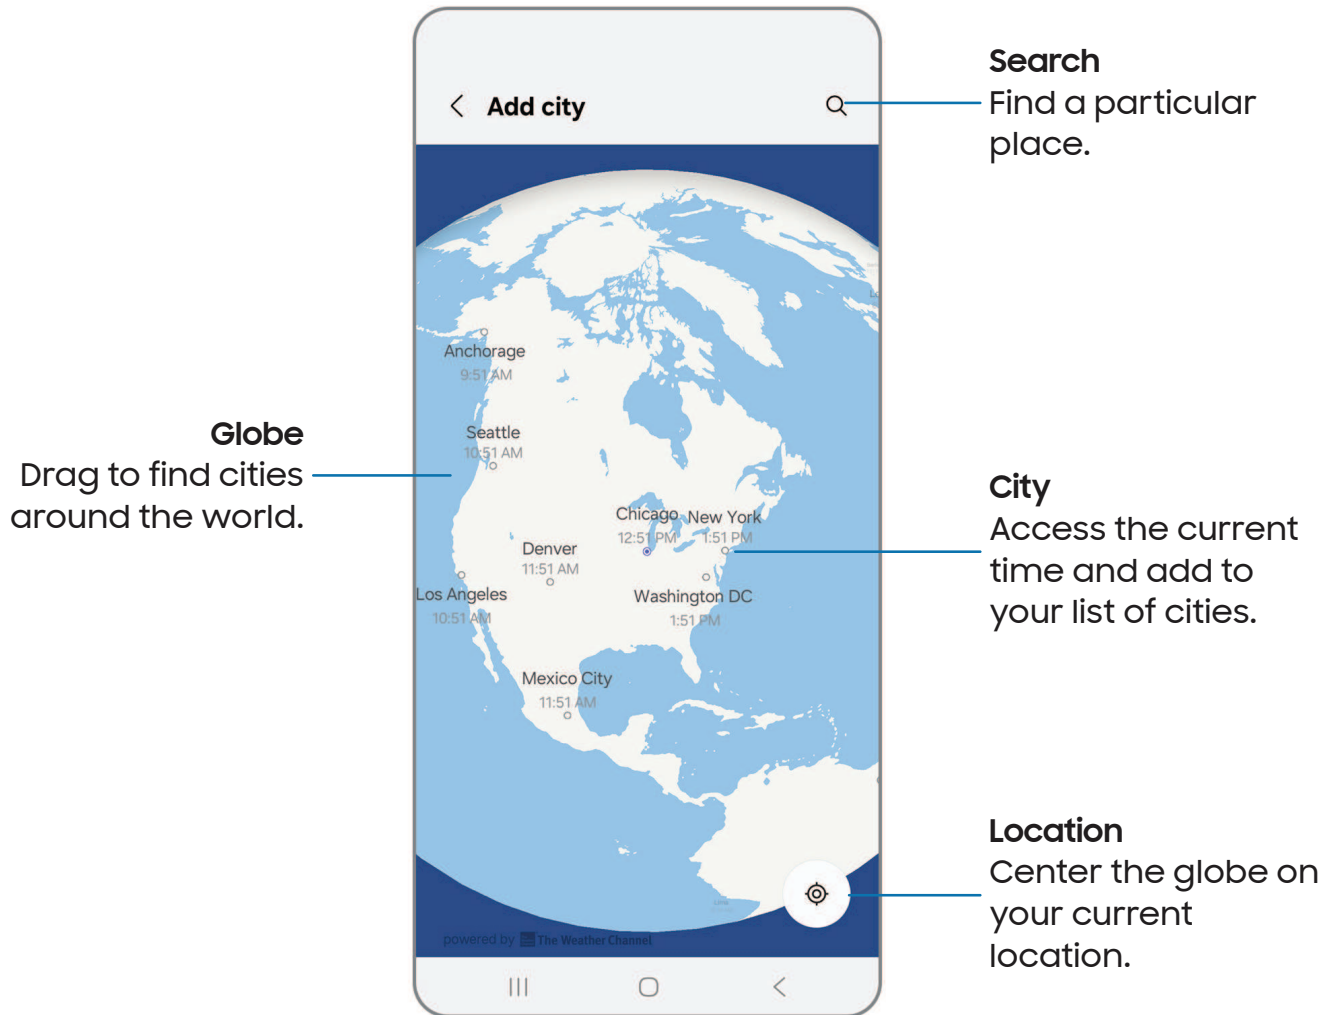 Search
Find a particular
place.
Add city
Anchorage
9:51 AM
Globe
Drag to find cities
around the world.
Seattle
10:51 AM
Chicago
12:51 PM
New York
1:51 PM
City
Access the current
time and add to
your list of cities.
Denver
11:51 AM
Los Angeles
10:51 AM
Washington DC
1:51 PM
Mexico City
11:51 AM
Location
Center the globe on
your current
location.
powered by The Weather Channel